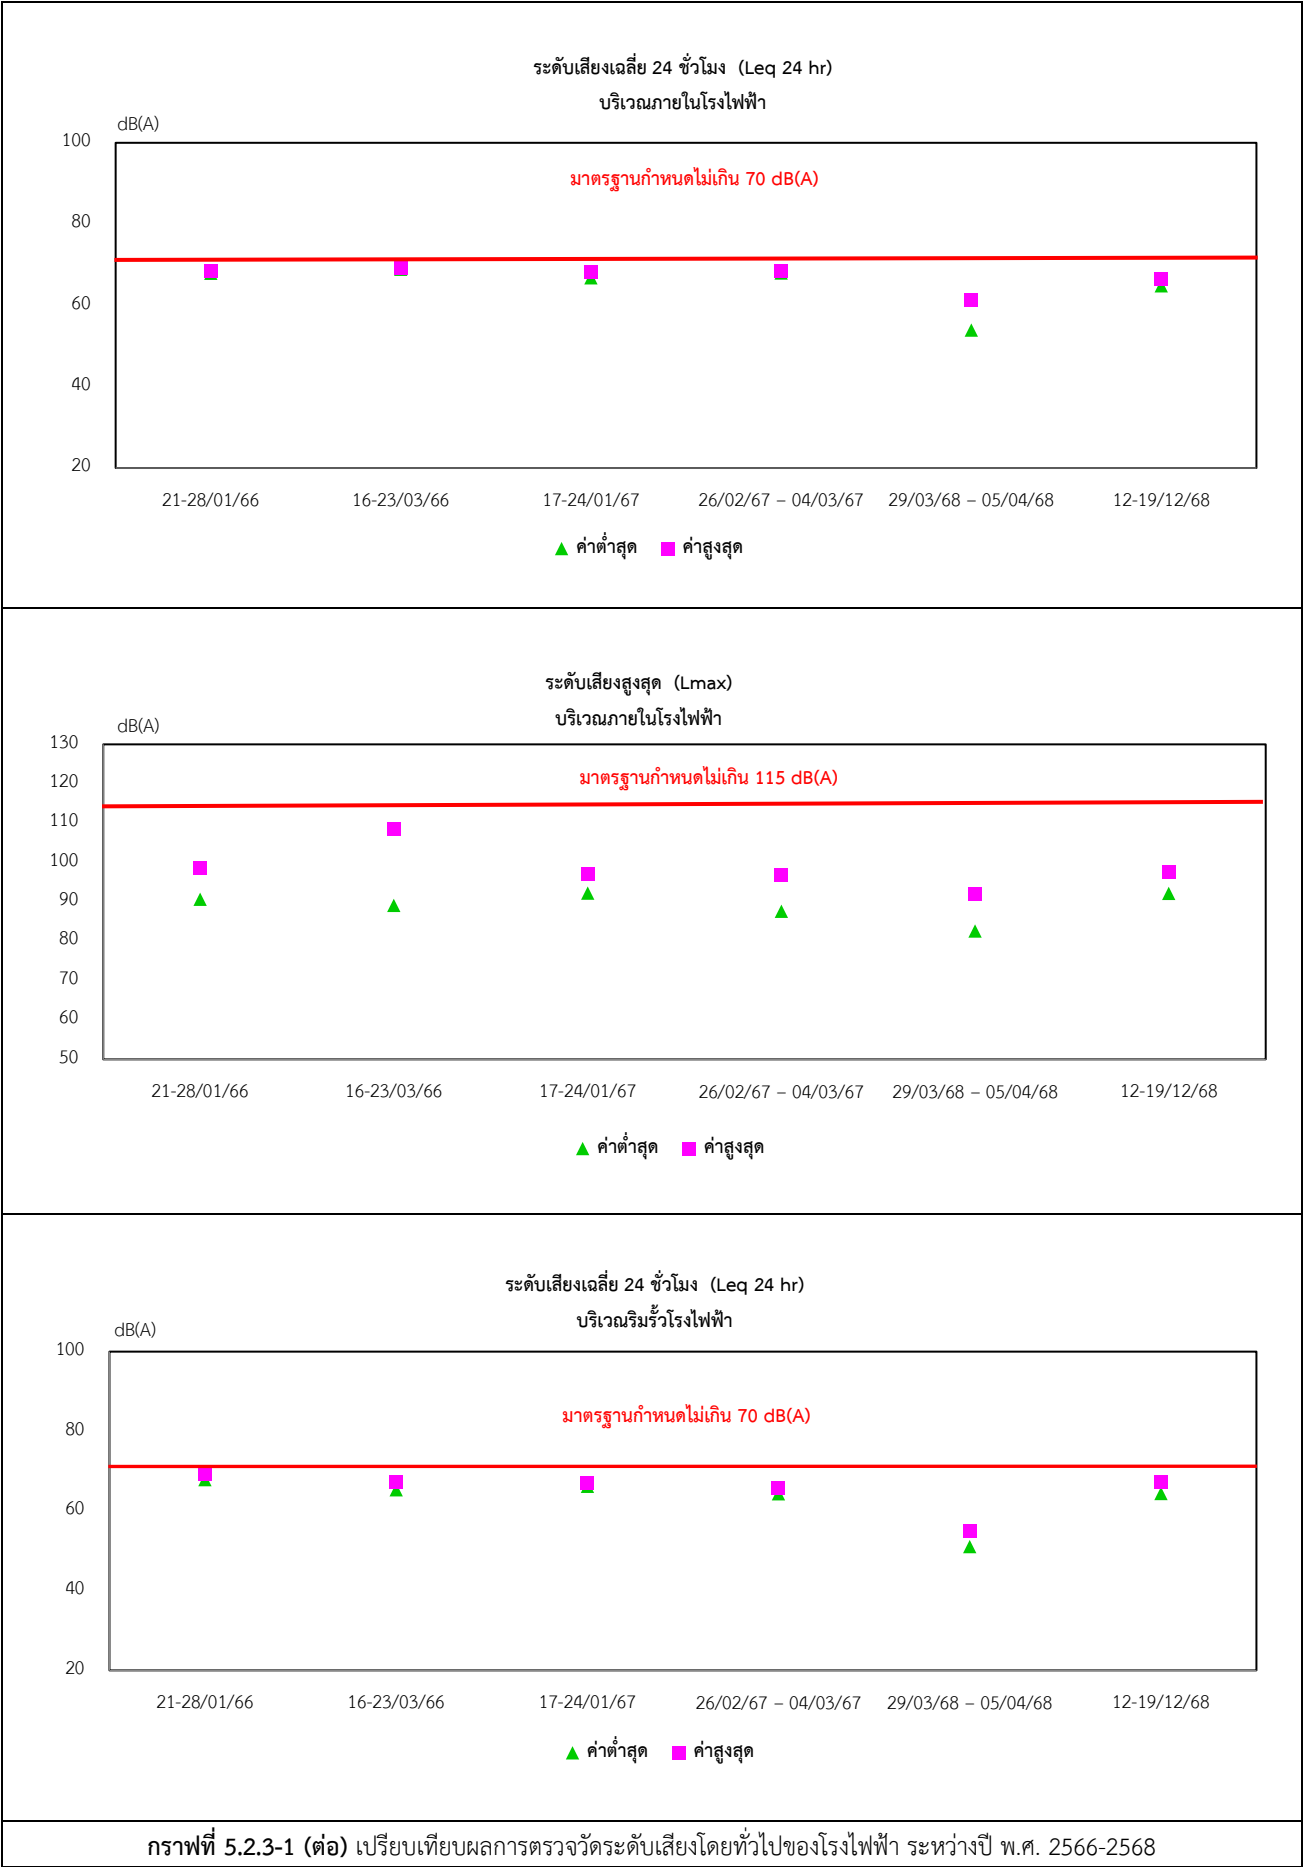 ระดับเสียงเฉลี่ย 24 ชั่วโมง (Leq 24 hr)
บริเวณภายในโรงไฟฟ้า
dB(A)
100
มาตรฐานกำหนดไม่เกิน 70 dB(A)
80
60
40
20
21-28/01/66 16-23/03/66 17-24/01/67 26/02/67 – 04/03/67 29/03/68 – 05/04/68 12-19/12/68
ค่าต่ำสุด ค่าสูงสุด
ระดับเสียงสูงสุด (Lmax)
บริเวณภายในโรงไฟฟ้า
dB(A)
130
มาตรฐานกำหนดไม่เกิน 115 dB(A)
120
110
100
90
80
70
60
50
21-28/01/66 16-23/03/66 17-24/01/67 26/02/67 – 04/03/67 29/03/68 – 05/04/68 12-19/12/68
ค่าต่ำสุด ค่าสูงสุด
ระดับเสียงเฉลี่ย 24 ชั่วโมง (Leq 24 hr)
บริเวณริมรั้วโรงไฟฟ้า
dB(A)
100
มาตรฐานกำหนดไม่เกิน 70 dB(A)
80
60
40
20
21-28/01/66 16-23/03/66 17-24/01/67 26/02/67 – 04/03/67 29/03/68 – 05/04/68 12-19/12/68
ค่าต่ำสุด ค่าสูงสุด
กราฟที่ 5.2.3-1 (ต่อ) เปรียบเทียบผลการตรวจวัดระดับเสียงโดยทั่วไปของโรงไฟฟ้า ระหว่างปี พ.ศ. 2566-2568